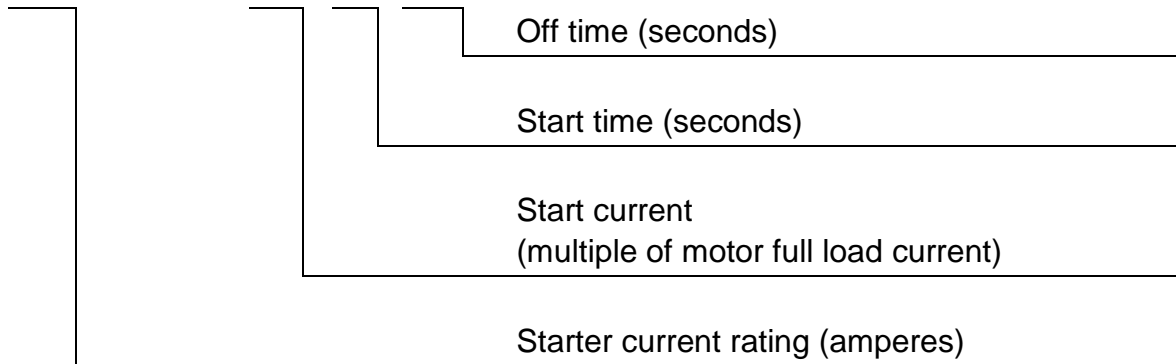 Off time (seconds)
Start time (seconds)
Start current
(multiple of motor full load current)
Starter current rating (amperes)